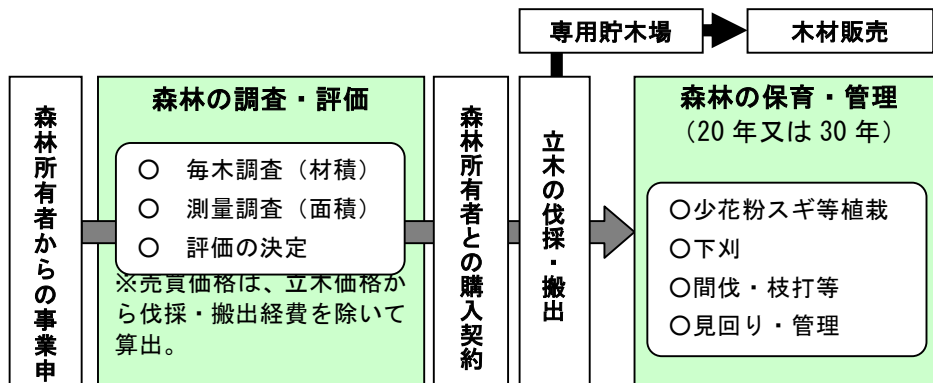 専用貯木場
木材販売
森林所有者からの事業申
森林の調査・評価
○ 毎木調査（材積）
○ 測量調査（面積）
○ 評価の決定
※売買価格は、立木価格か
ら伐採・搬出経費を除いて
算出。
森林所有者との購入契約
立木の伐採・搬出
森林の保育・管理
（20 年又は 30 年）
○少花粉スギ等植栽
○下刈
○間伐・枝打等
○見回り・管理